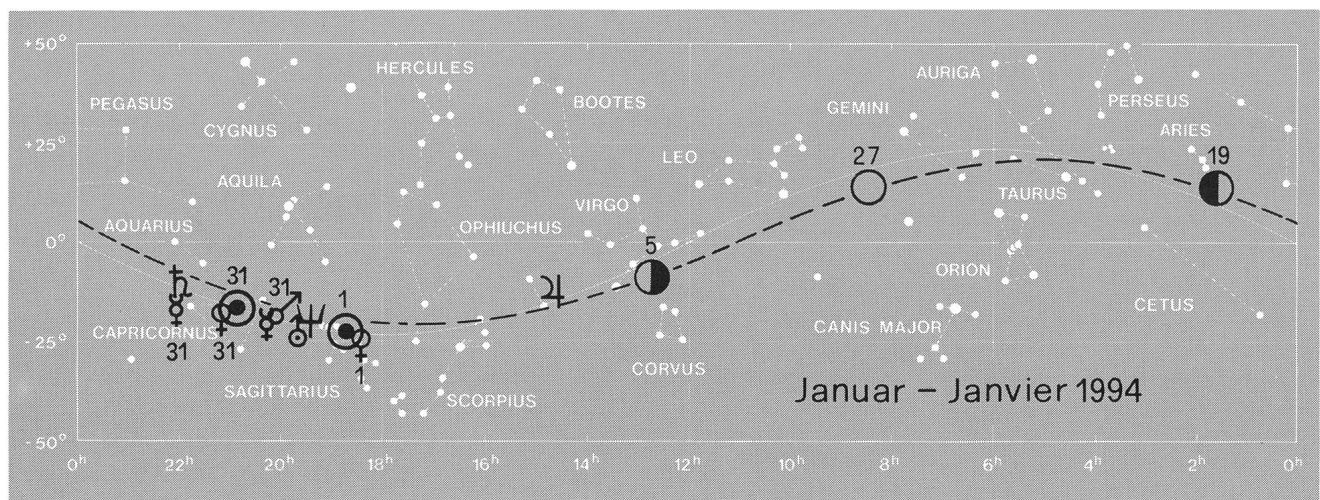 +50°
HERCULES
AURIGA
PEGASUS
BOOTES
GEMINI
PERSEUS
CYGNUS
ARIES
+25°
LEO
27
19
AQUILA
TAURUS
VIRGO
AQUARIUS
OPHIUCHUS
0°
5
ORION
31
31
1
CETUS
CAPRICORNUS
CANIS MAJOR
-25°
31
31
1
CORVUS
SAGITTARIUS
SCORPIUS
Januar – Janvier 1994
-50°
0h 22h 20h 18h 16h 14h 12h 10h 8h 6h 4h 2h 0h